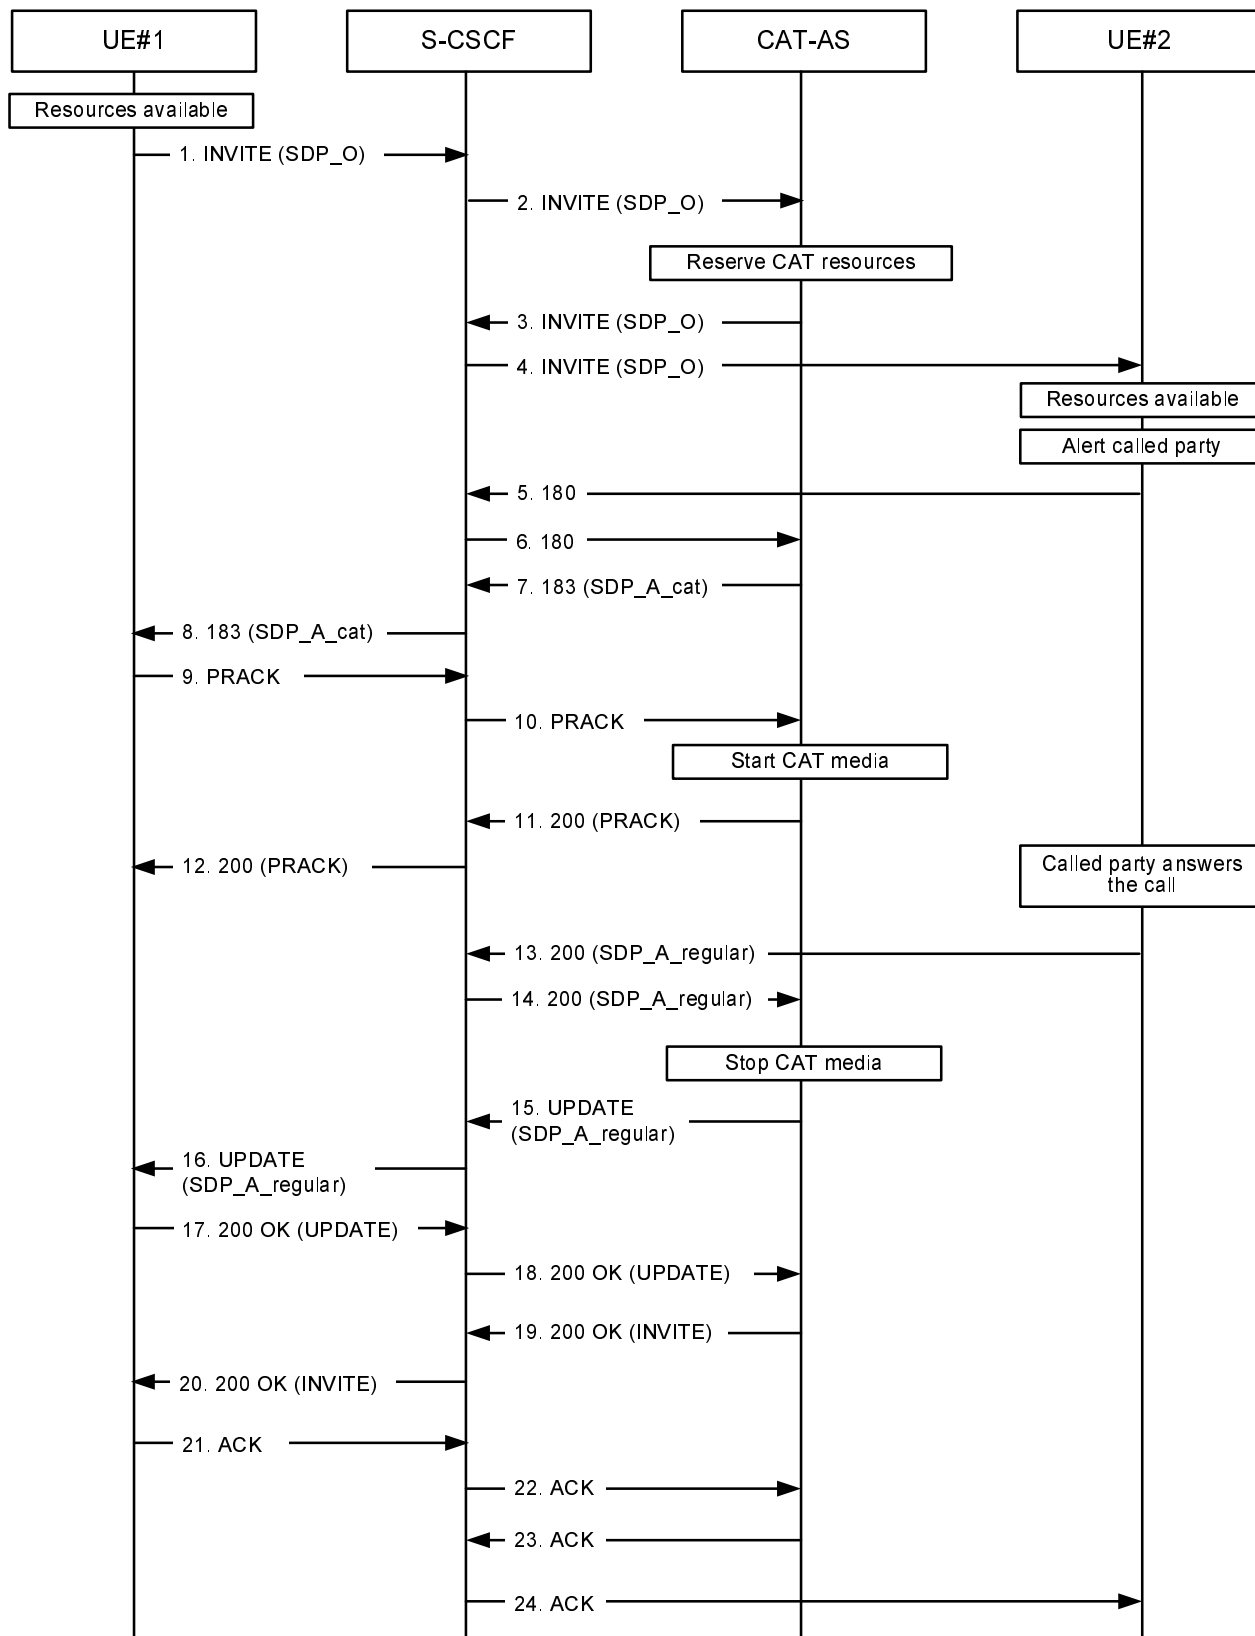 UE#1
S-CSCF
CAT-AS
UE#2
Resources available
1. INVITE (SDP_O)
2. INVITE (SDP_O)
Reserve CAT resources
3. INVITE (SDP_O)
4. INVITE (SDP_O)
Resources available
Alert called party
5. 180
6. 180
7. 183 (SDP_A_cat)
8. 183 (SDP_A_cat)
9. PRACK
10. PRACK
Start CAT media
11. 200 (PRACK)
12. 200 (PRACK)
Called party answers
the call
13. 200 (SDP_A_regular)
14. 200 (SDP_A_regular)
Stop CAT media
15. UPDATE
(SDP_A_regular)
16. UPDATE
(SDP_A_regular)
17. 200 OK (UPDATE)
18. 200 OK (UPDATE)
19. 200 OK (INVITE)
20. 200 OK (INVITE)
21. ACK
22. ACK
23. ACK
24. ACK